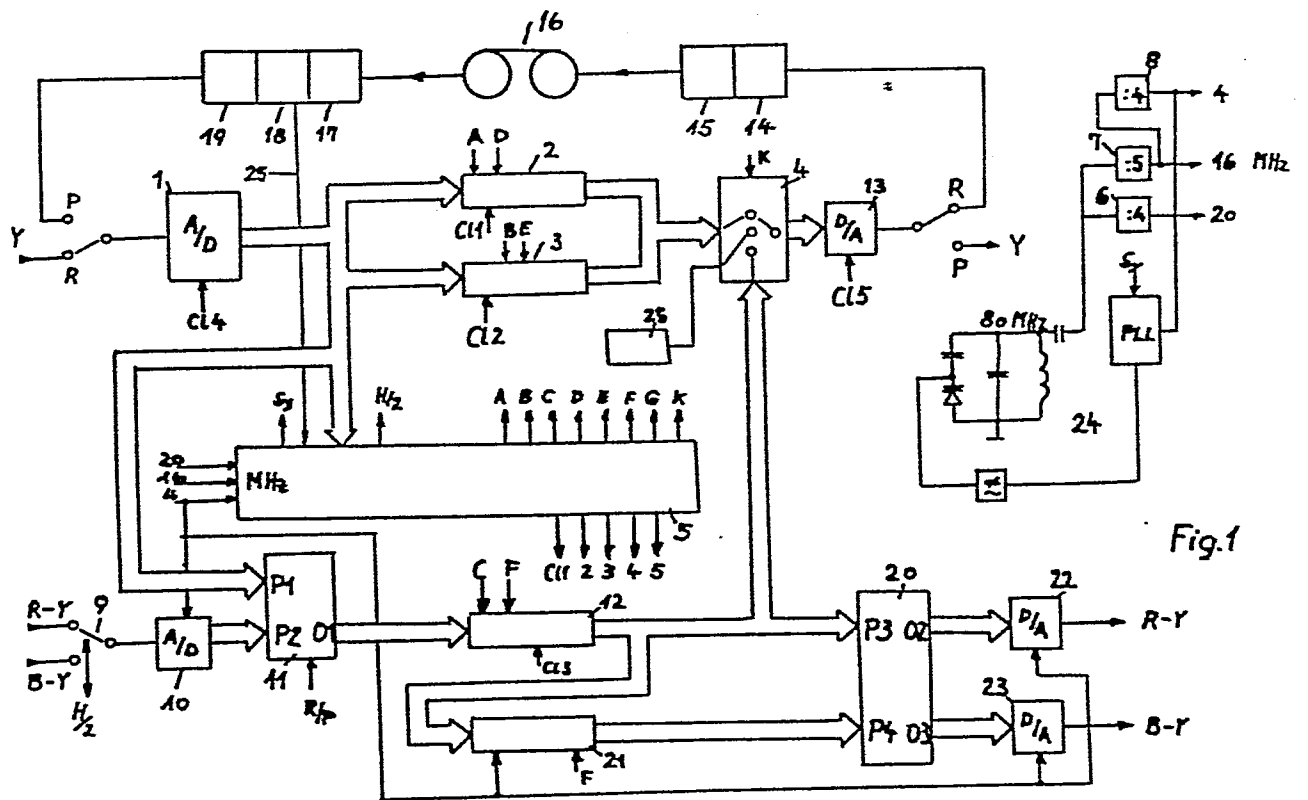 16
8
:4
4
19
18
17
15
14
7
:5
16 MHz
A D
2
K
4
6
:4
20
25
P
1
13
R
Y
R
A/D
Cl1
BE
3
D/A
P
Y
Cl4
Cl2
Cl5
80 MHz
PLL
H/2
A B C D E F G K
24
20
16
4
MHz
5
Fig.1
Cl1 2 3 4 5
C F
12
20
22
P1
R-Y
9
D/A
R-Y
A/D
P2
O1
P3
O2
B-Y
10
11
Cl3
23
H/2
R/P
P4
O3
D/A
B-Y
21
F